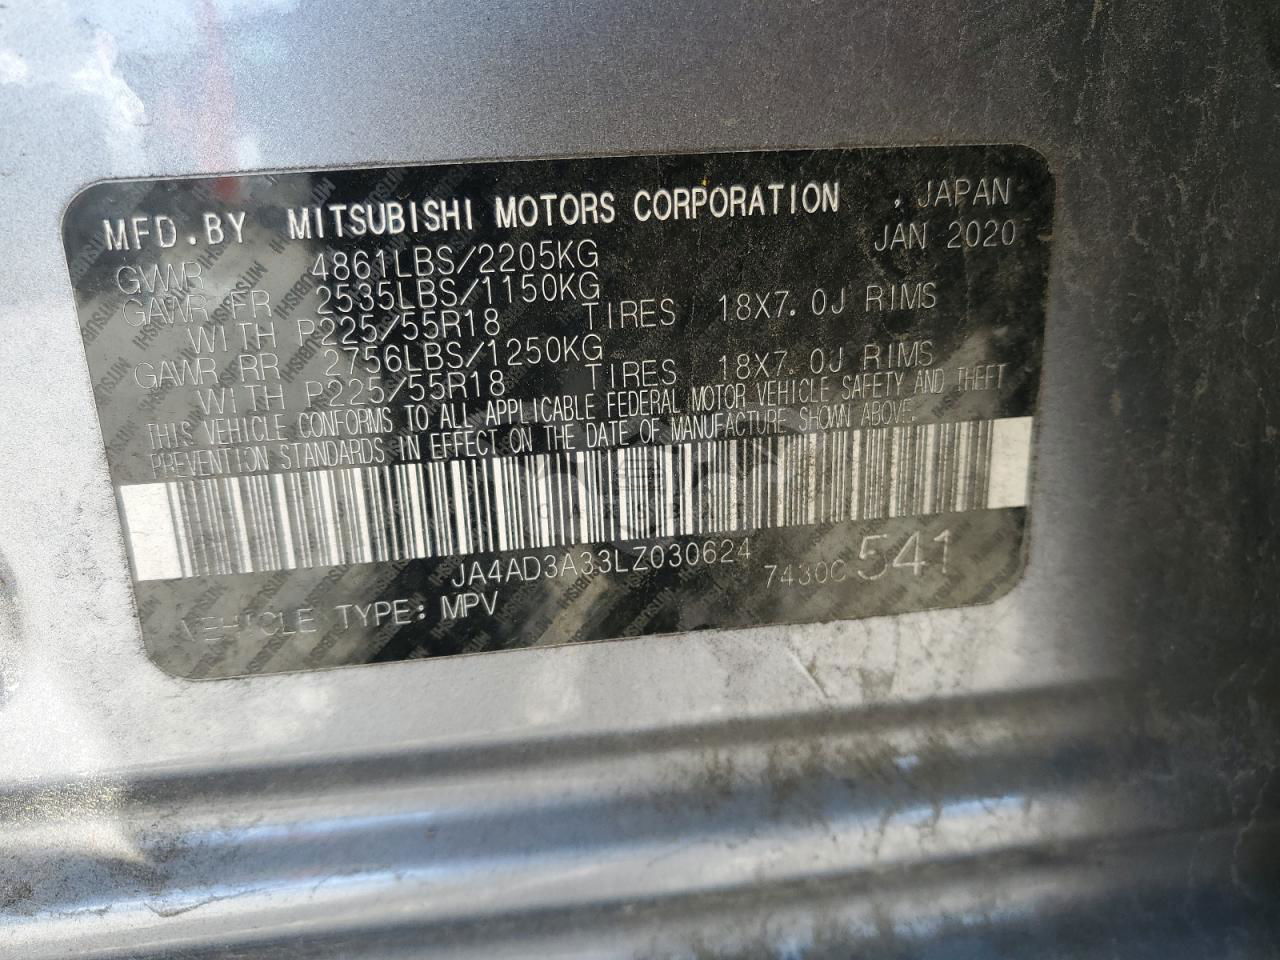 MFD.BY MITSUBISHI MOTORS CORPORATION , JAPAN
JAN 2020
GVWR 4861LBS/2205KG
GAWR FR 2535LBS/1150KG
WITH P225/55R18 TIRES 18X7.0J RIMS
GAWR RR 2756LBS/1250KG
WITH P225/55R18 TIRES 18X7.0J RIMS
THIS VEHICLE CONFORMS TO ALL APPLICABLE FEDERAL MOTOR VEHICLE SAFETY AND THEFT
PREVENTION STANDARDS IN EFFECT ON THE DATE OF MANUFACTURE SHOWN ABOVE.
JA4AD3A33LZ030624 7430C 541
VEHICLE TYPE: MPV